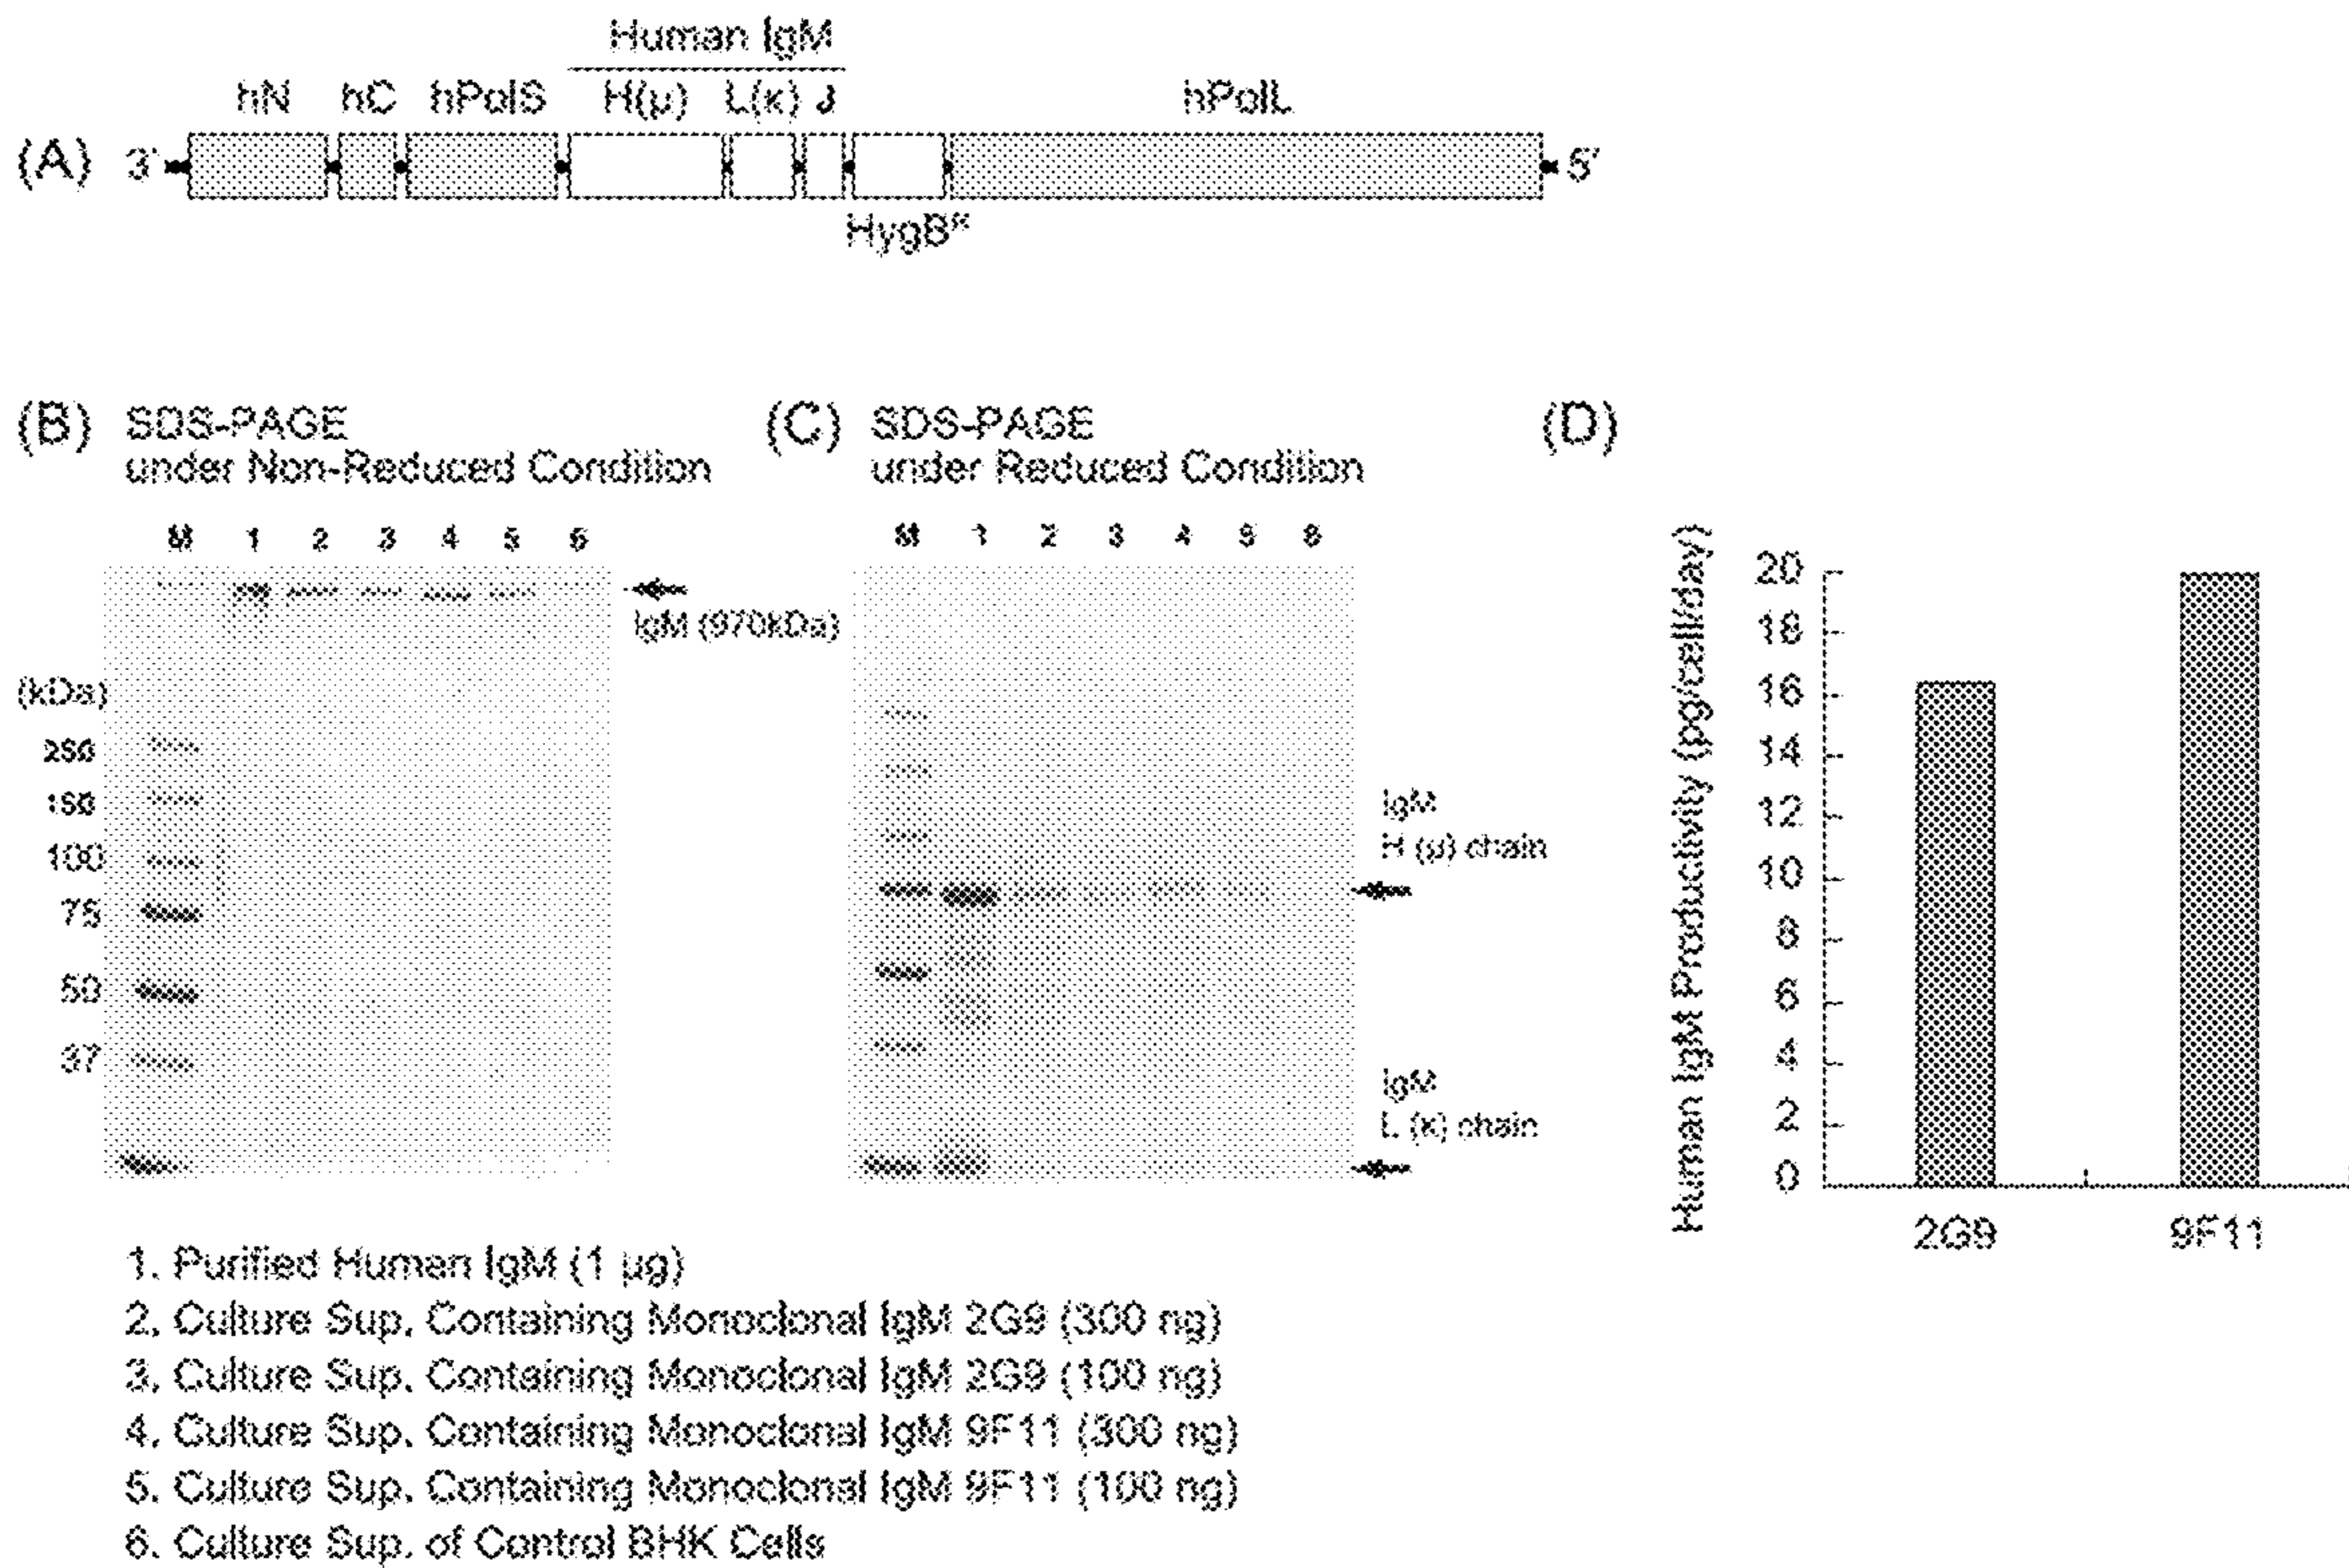 Human IgM
hN hC hPolS H(μ) L(κ) J hPolL
(A) 3' 5'
HygBᴿ
(B) SDS-PAGE
under Non-Reduced Condition
(C) SDS-PAGE
under Reduced Condition
(D)
M 1 2 3 4 5 6
IgM (970kDa)
(kDa)
250
150
100
75
50
37
M 1 2 3 4 5 6
IgM
H (μ) chain
IgM
L (κ) chain
Human IgM Productivity (pg/cell/day)
20
18
16
14
12
10
8
6
4
2
0
2G9 9F11
1. Purified Human IgM (1 μg)
2. Culture Sup. Containing Monoclonal IgM 2G9 (300 ng)
3. Culture Sup. Containing Monoclonal IgM 2G9 (100 ng)
4. Culture Sup. Containing Monoclonal IgM 9F11 (300 ng)
5. Culture Sup. Containing Monoclonal IgM 9F11 (100 ng)
6. Culture Sup. of Control BHK Cells